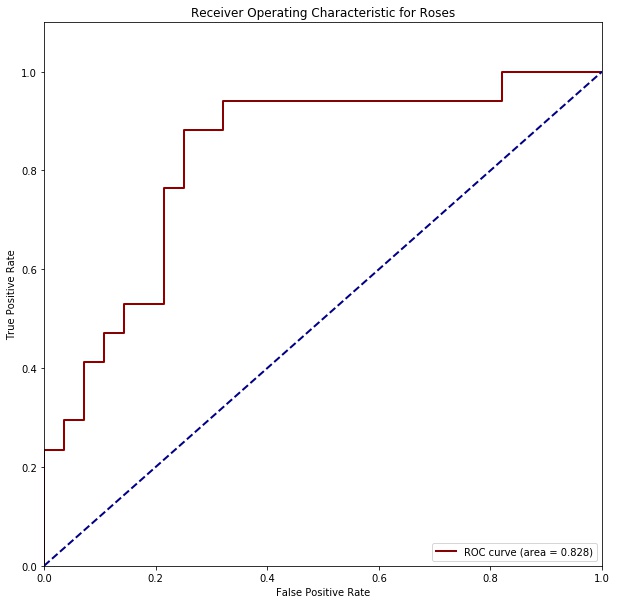 Receiver Operating Characteristic for Roses
1.0
0.8
0.6
0.4
0.2
0.0
True Positive Rate
0.0 0.2 0.4 0.6 0.8 1.0
False Positive Rate
ROC curve (area = 0.828)